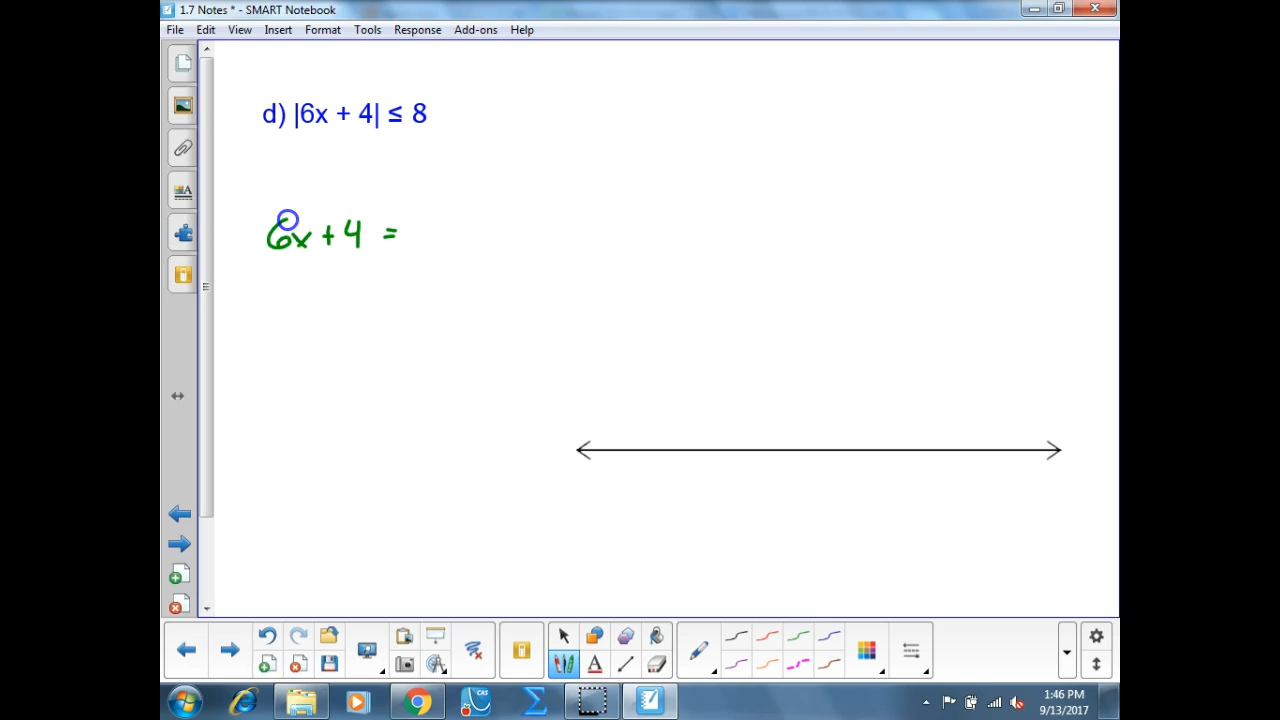 1.7 Notes * - SMART Notebook
File Edit View Insert Format Tools Response Add-ons Help
d) |6x + 4| ≤ 8
6x + 4 =
1:46 PM
9/13/2017